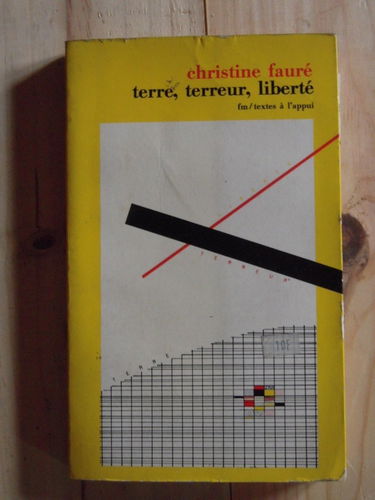 christine fauré
terre, terreur, liberté
fm/textes à l'appui
TERREUR
TERRE
10F